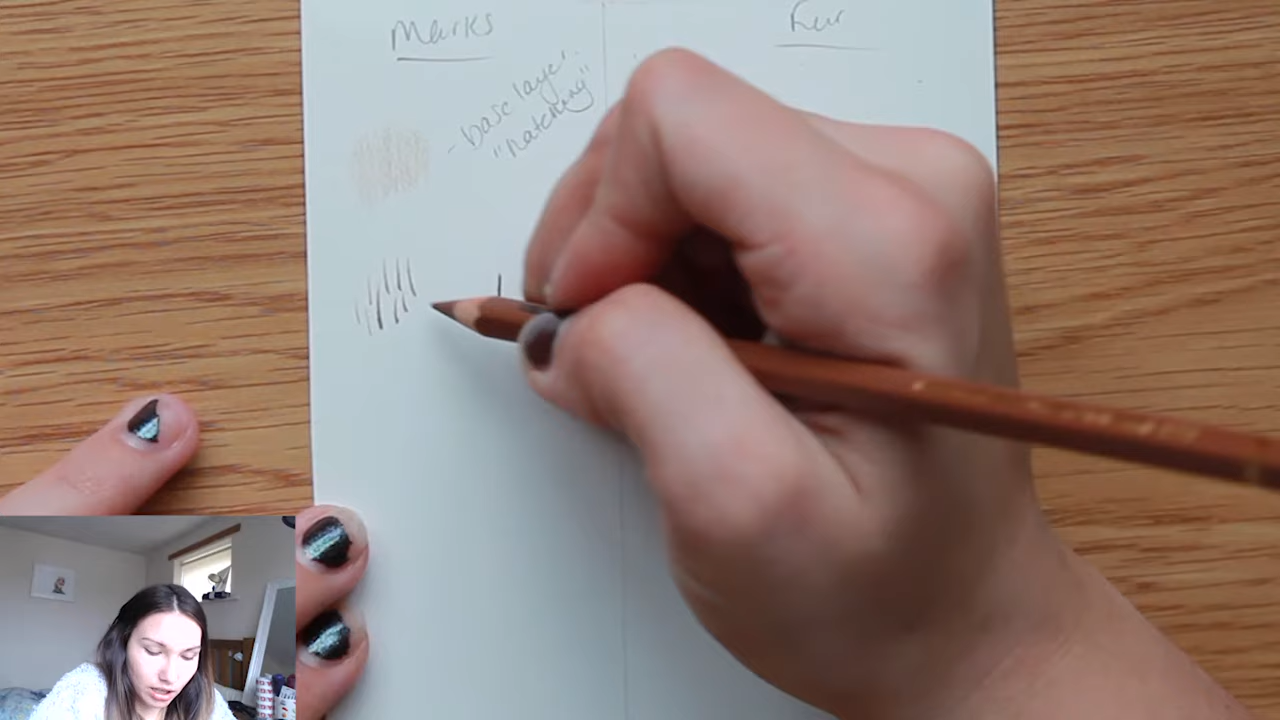 Marks
Fur
- base layer.
"hatching"